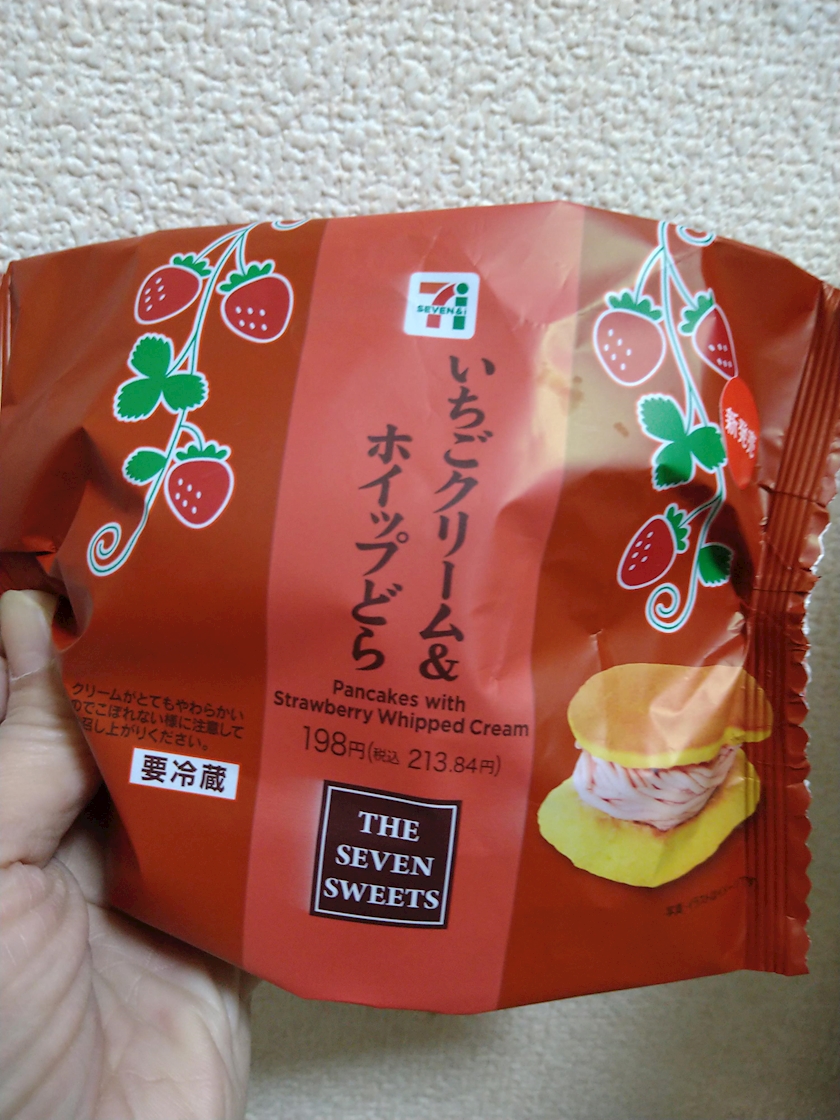 SEVEN&i
いちごクリーム&
ホイップどら
新発売
Pancakes with
Strawberry Whipped Cream
198円(税込 213.84円)
クリームがとてもやわらかい
のでこぼれない様に注意して
召し上がりください。
要冷蔵
THE
SEVEN
SWEETS